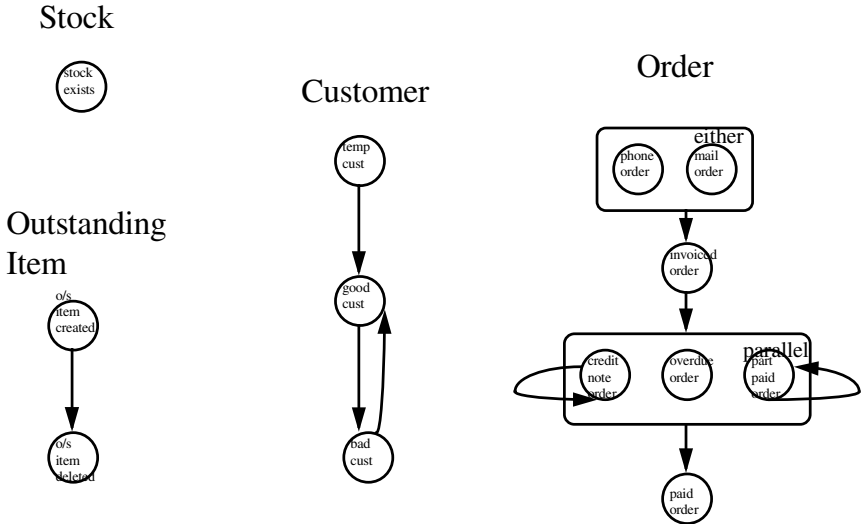 Stock
stock
exists
Outstanding
Item
o/s
item
created
o/s
item
deleted
Customer
temp
cust
good
cust
bad
cust
Order
either
phone
order
mail
order
invoiced
order
parallel
credit
note
order
overdue
order
part
paid
order
paid
order